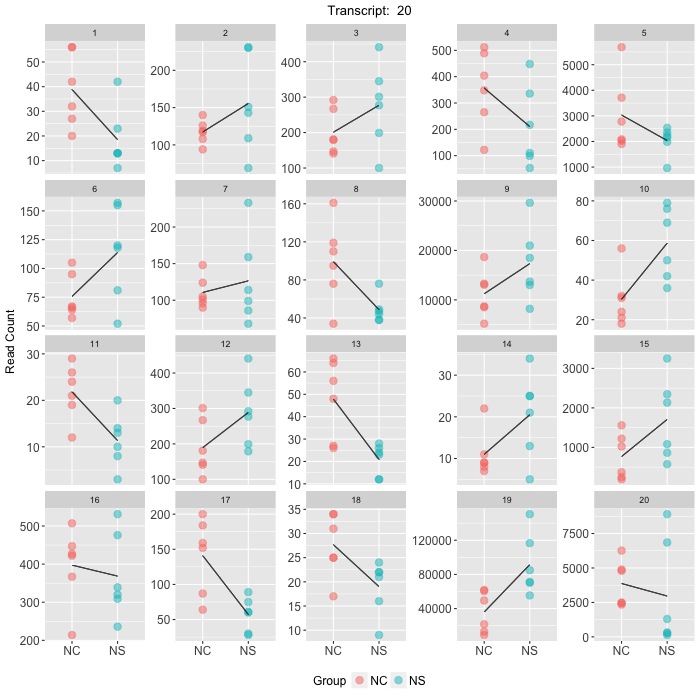 Transcript: 20
1 2 3 4 5
50 40 30 20 10
200 150 100
400 300 200 100
500 400 300 200 100
5000 4000 3000 2000 1000
6 7 8 9 10
150 125 100 75 50
200 150 100
160 120 80 40
30000 20000 10000
80 60 40 20
Read Count
11 12 13 14 15
30 20 10
400 300 200 100
60 50 40 30 20 10
30 20 10
3000 2000 1000
16 17 18 19 20
500 400 300 200
200 150 100 50
35 30 25 20 15 10
120000 80000 40000
7500 5000 2500 0
NC NS NC NS NC NS NC NS NC NS
Group NC NS